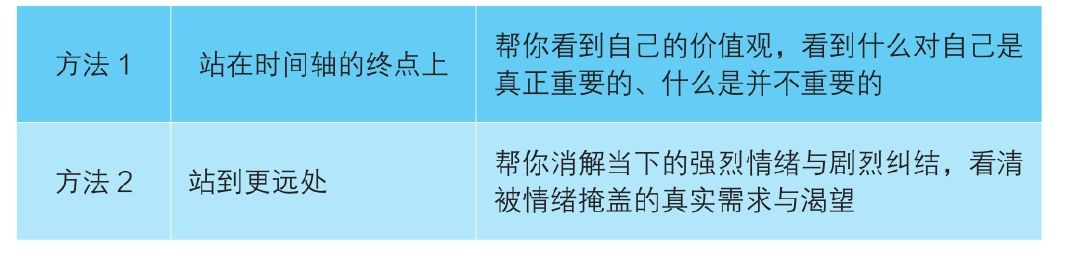 方法 1
站在时间轴的终点上
帮你看到自己的价值观，看到什么对自己是
真正重要的、什么是并不重要的
方法 2
站到更远处
帮你消解当下的强烈情绪与剧烈纠结，看清
被情绪掩盖的真实需求与渴望